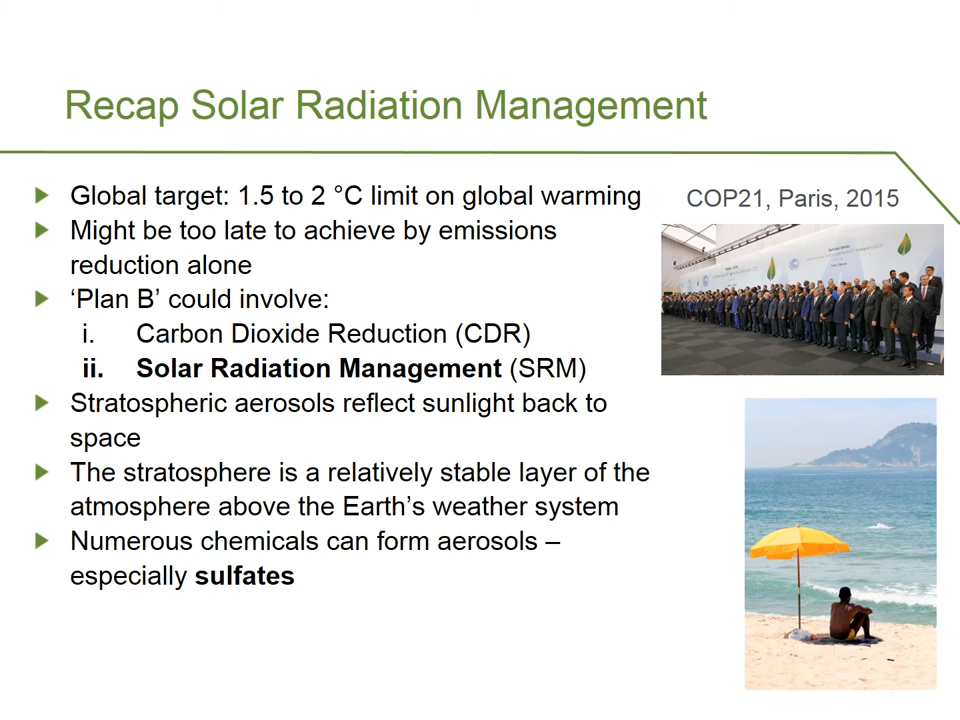 Recap Solar Radiation Management
Global target: 1.5 to 2 °C limit on global warming
Might be too late to achieve by emissions
reduction alone
‘Plan B’ could involve:
i. Carbon Dioxide Reduction (CDR)
ii. Solar Radiation Management (SRM)
Stratospheric aerosols reflect sunlight back to
space
The stratosphere is a relatively stable layer of the
atmosphere above the Earth’s weather system
Numerous chemicals can form aerosols –
especially sulfates
COP21, Paris, 2015